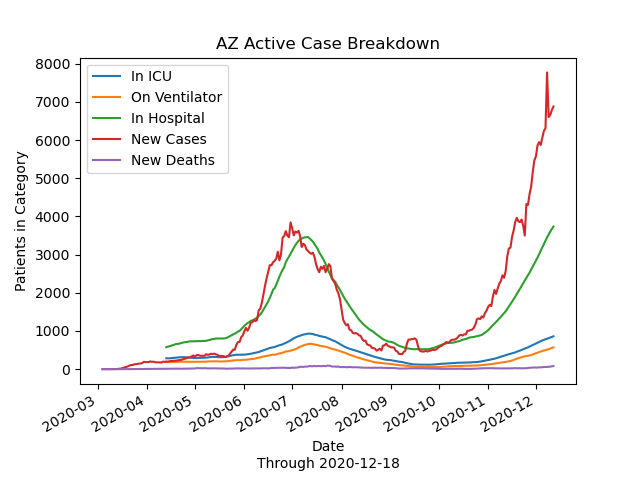 AZ Active Case Breakdown
In ICU
On Ventilator
In Hospital
New Cases
New Deaths
Patients in Category
8000
7000
6000
5000
4000
3000
2000
1000
0
2020-03
2020-04
2020-05
2020-06
2020-07
2020-08
2020-09
2020-10
2020-11
2020-12
Date
Through 2020-12-18